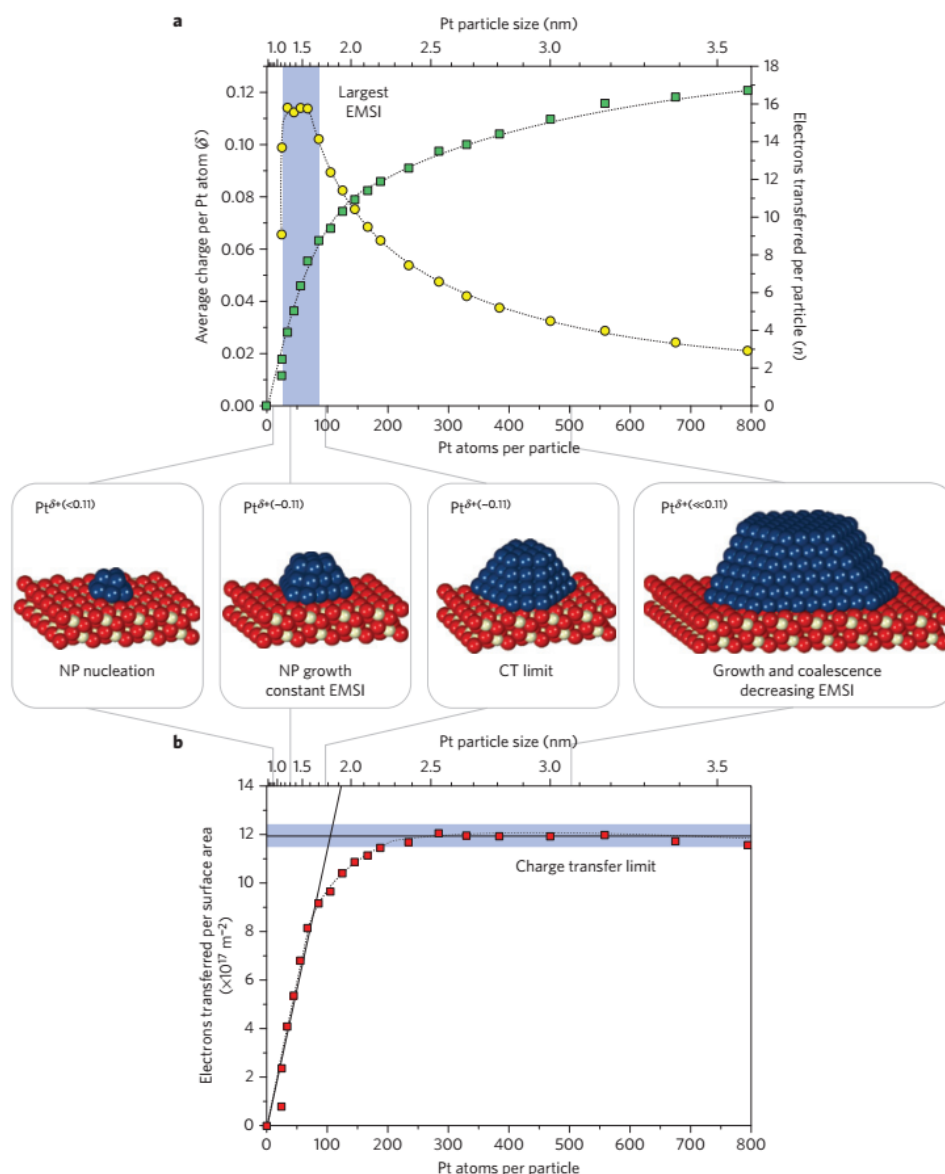 a
Pt particle size (nm)
1.0 1.5 2.0 2.5 3.0 3.5
Largest
EMSI
Average charge per Pt atom (δ)
0.12
0.10
0.08
0.06
0.04
0.02
0.00
Electrons transferred per particle (n)
18
16
14
12
10
8
6
4
2
0
0 100 200 300 400 500 600 700 800
Pt atoms per particle
Ptδ+(<0.11)
NP nucleation
Ptδ+(~0.11)
NP growth
constant EMSI
Ptδ+(~0.11)
CT limit
Ptδ+(≪0.11)
Growth and coalescence
decreasing EMSI
b
Pt particle size (nm)
1.0 1.5 2.0 2.5 3.0 3.5
Electrons transferred per surface area
(×10¹⁷ m⁻²)
14
12
10
8
6
4
2
0
Charge transfer limit
0 100 200 300 400 500 600 700 800
Pt atoms per particle